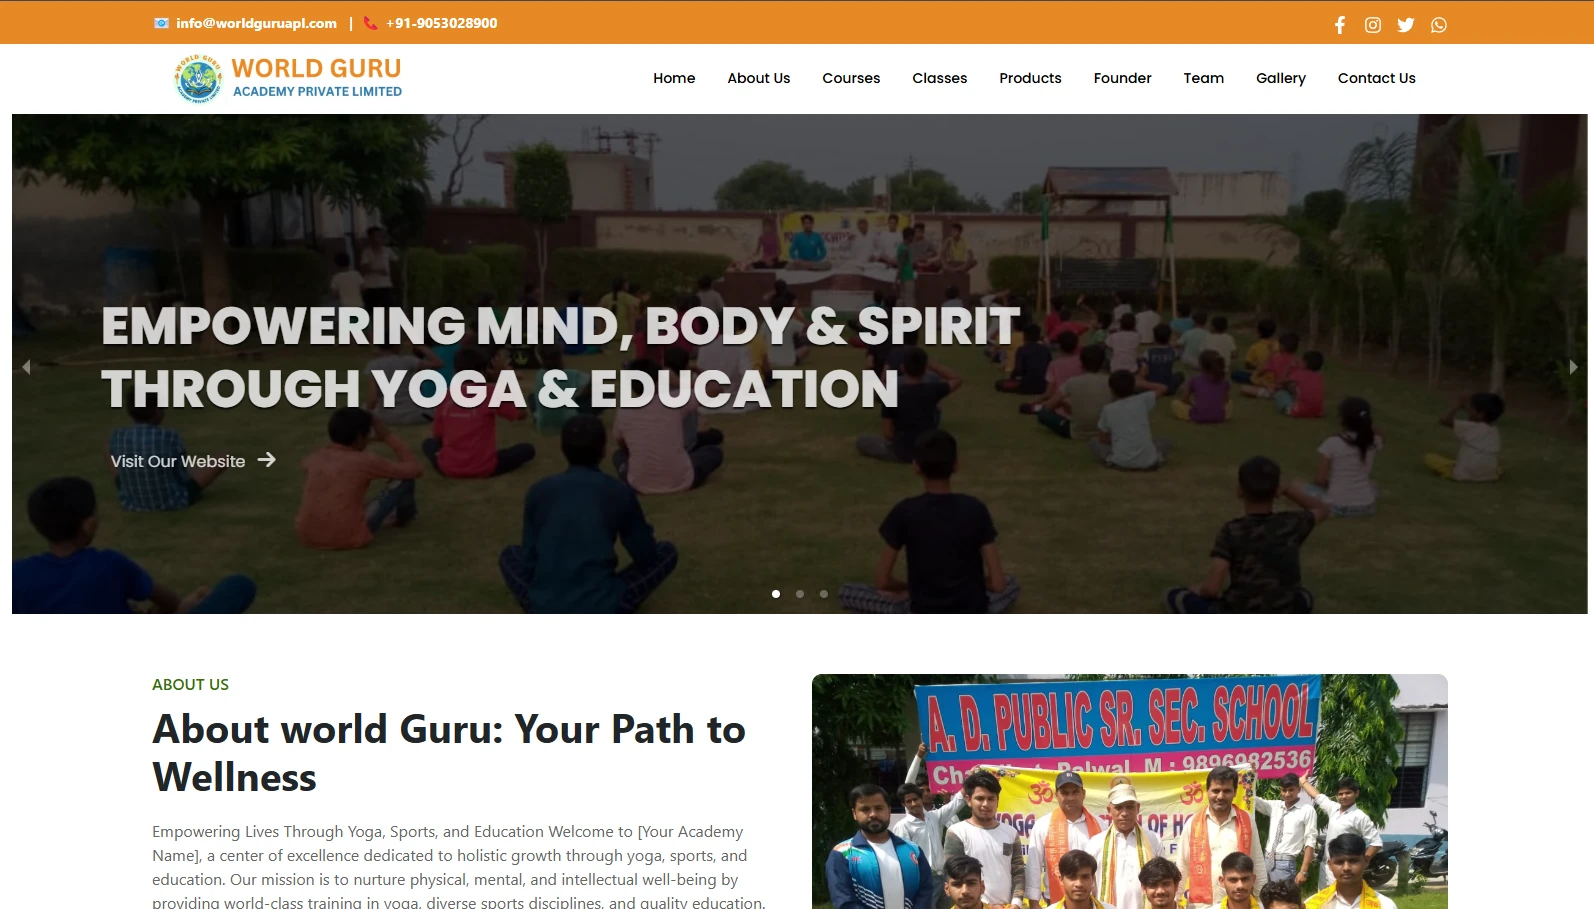 info@worldguruapl.com | +91-9053028900
WORLD GURU
ACADEMY PRIVATE LIMITED
Home About Us Courses Classes Products Founder Team Gallery Contact Us
EMPOWERING MIND, BODY & SPIRIT
THROUGH YOGA & EDUCATION
Visit Our Website
ABOUT US
About world Guru: Your Path to
Wellness
Empowering Lives Through Yoga, Sports, and Education Welcome to [Your Academy
Name], a center of excellence dedicated to holistic growth through yoga, sports, and
education. Our mission is to nurture physical, mental, and intellectual well-being by
providing world-class training in yoga, diverse sports disciplines, and quality education.
A. D. PUBLIC SR. SEC. SCHOOL
Palwal M : 9896982536
ॐ ॐ
OF